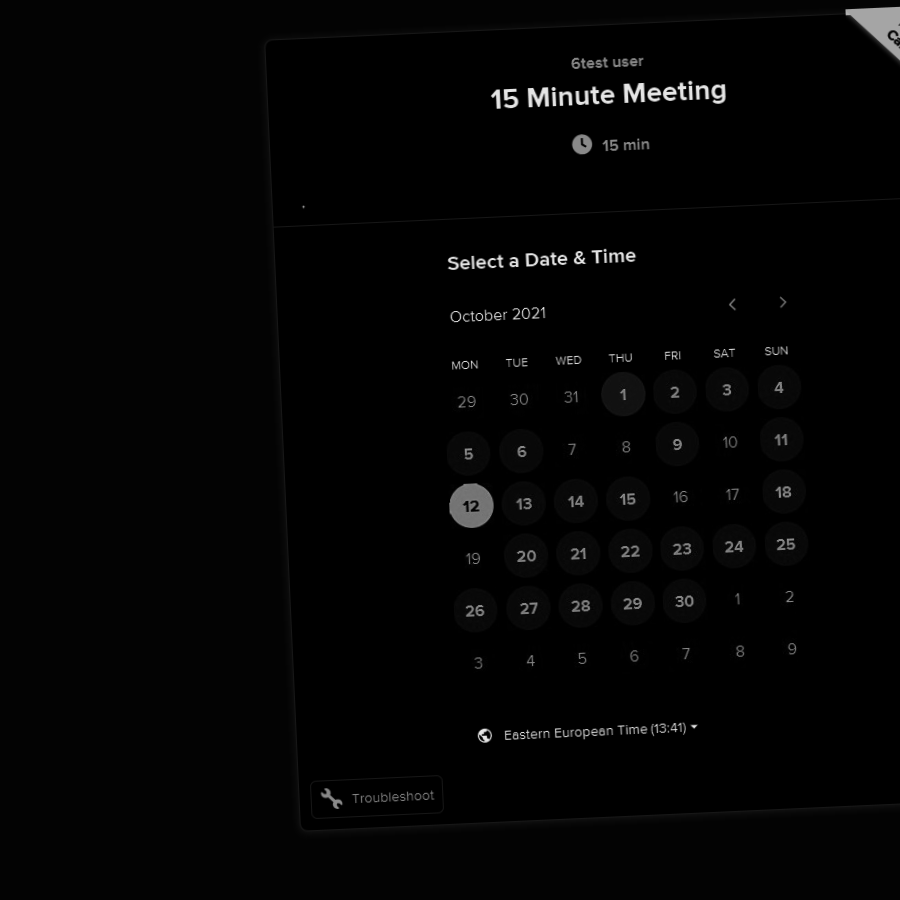 6test user
15 Minute Meeting
15 min
Select a Date & Time
October 2021
MON TUE WED THU FRI SAT SUN
29 30 31 1 2 3 4
5 6 7 8 9 10 11
12 13 14 15 16 17 18
19 20 21 22 23 24 25
26 27 28 29 30 1 2
3 4 5 6 7 8 9
Eastern European Time (13:41)
Troubleshoot